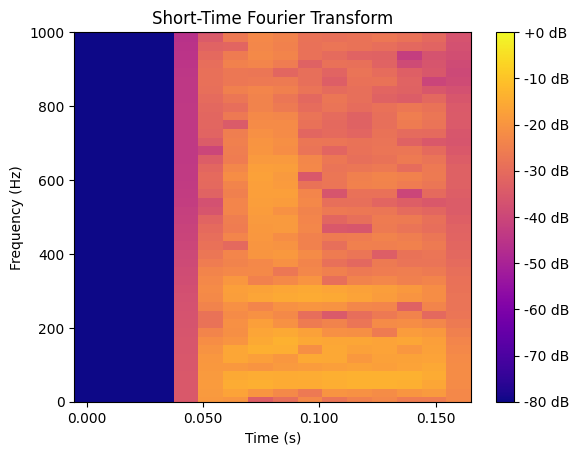 Short-Time Fourier Transform
1000
800
600
400
200
0
Frequency (Hz)
0.000
0.050
0.100
0.150
Time (s)
+0 dB
-10 dB
-20 dB
-30 dB
-40 dB
-50 dB
-60 dB
-70 dB
-80 dB